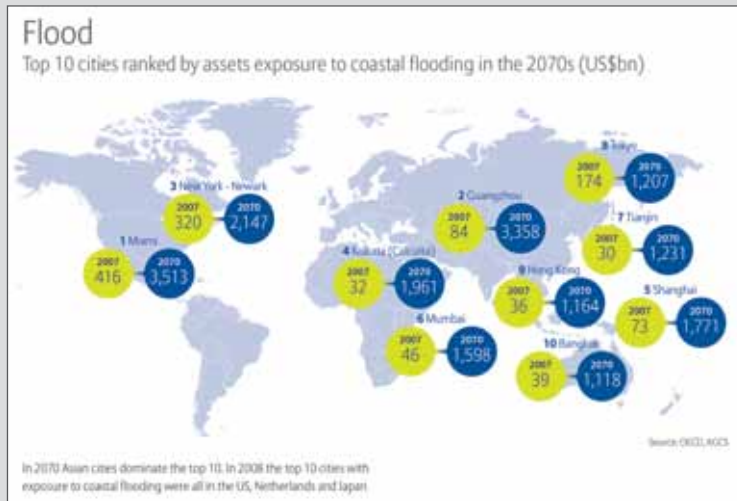 Flood
Top 10 cities ranked by assets exposure to coastal flooding in the 2070s (US$bn)
8 Tokyo
2007
174
2070
1,207
3 New York - Newark
2007
320
2070
2,147
2 Guangzhou
2007
84
2070
3,358
7 Tianjin
2007
30
2070
1,231
1 Miami
2007
416
2070
3,513
4 Kolkata (Calcutta)
2007
32
2070
1,961
9 Hong Kong
2007
36
2070
1,164
5 Shanghai
2007
73
2070
1,771
6 Mumbai
2007
46
2070
1,598
10 Bangkok
2007
39
2070
1,118
Source: OECD, AGCS
In 2070 Asian cities dominate the top 10. In 2008 the top 10 cities with
exposure to coastal flooding were all in the US, Netherlands and Japan